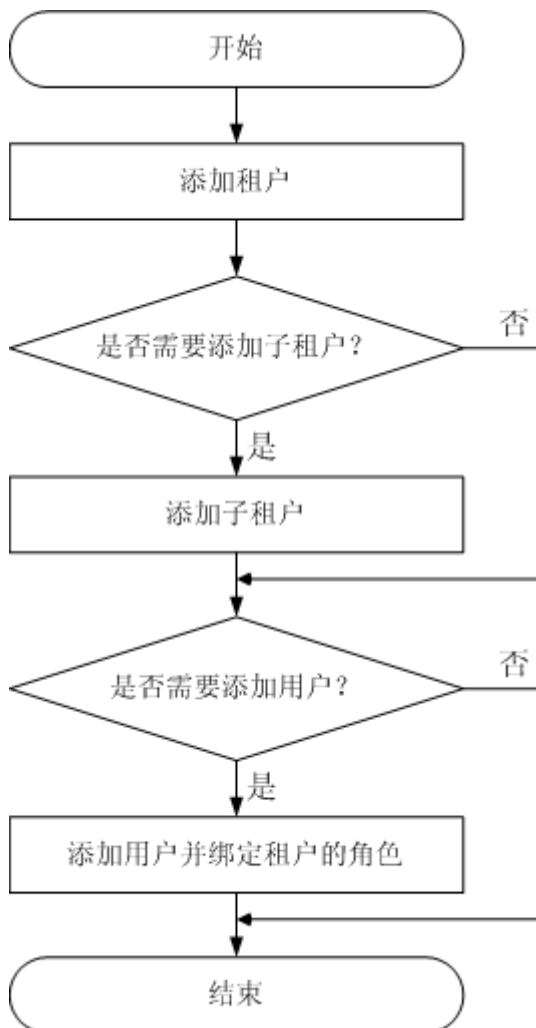 开始
添加租户
是否需要添加子租户？
否
是
添加子租户
是否需要添加用户？
否
是
添加用户并绑定租户的角色
结束